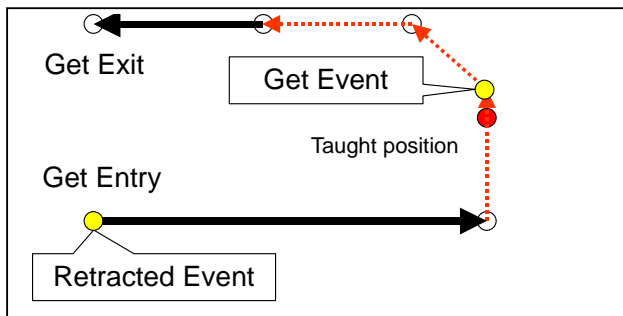 Get Exit
Get Event
Taught position
Get Entry
Retracted Event